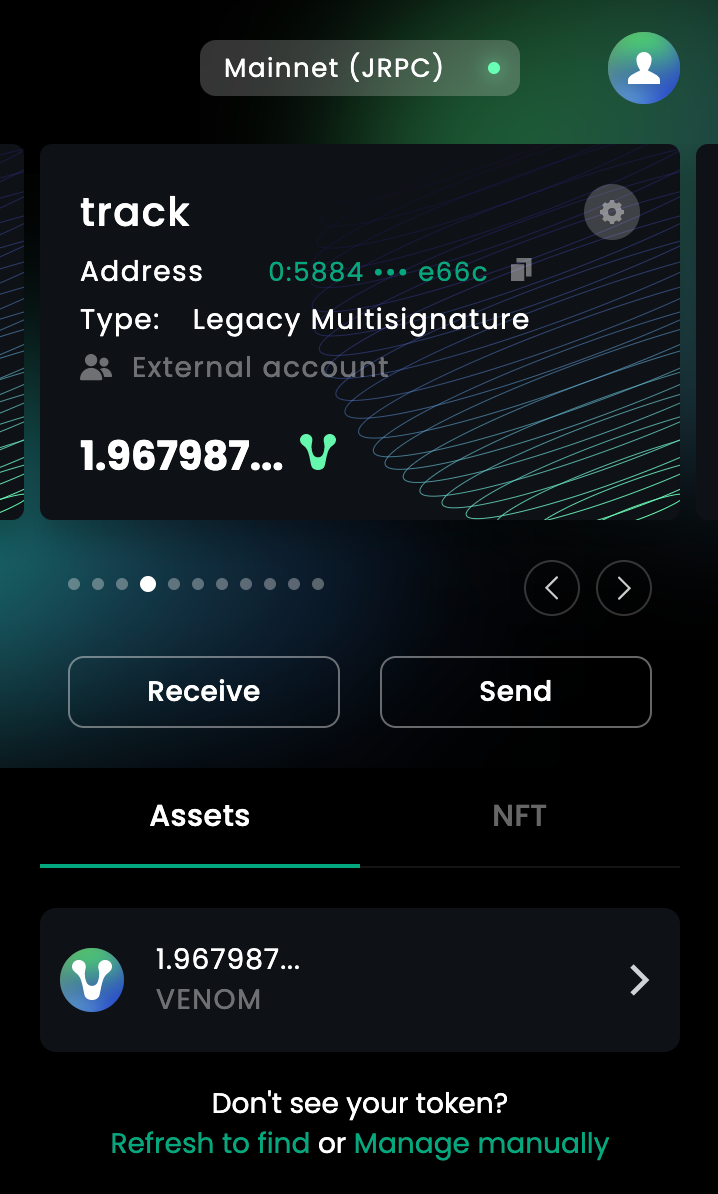 Mainnet (JRPC)
track
Address 0:5884 ••• e66c
Type: Legacy Multisignature
External account
1.967987...
Receive
Send
Assets
NFT
1.967987...
VENOM
Don't see your token?
Refresh to find or Manage manually